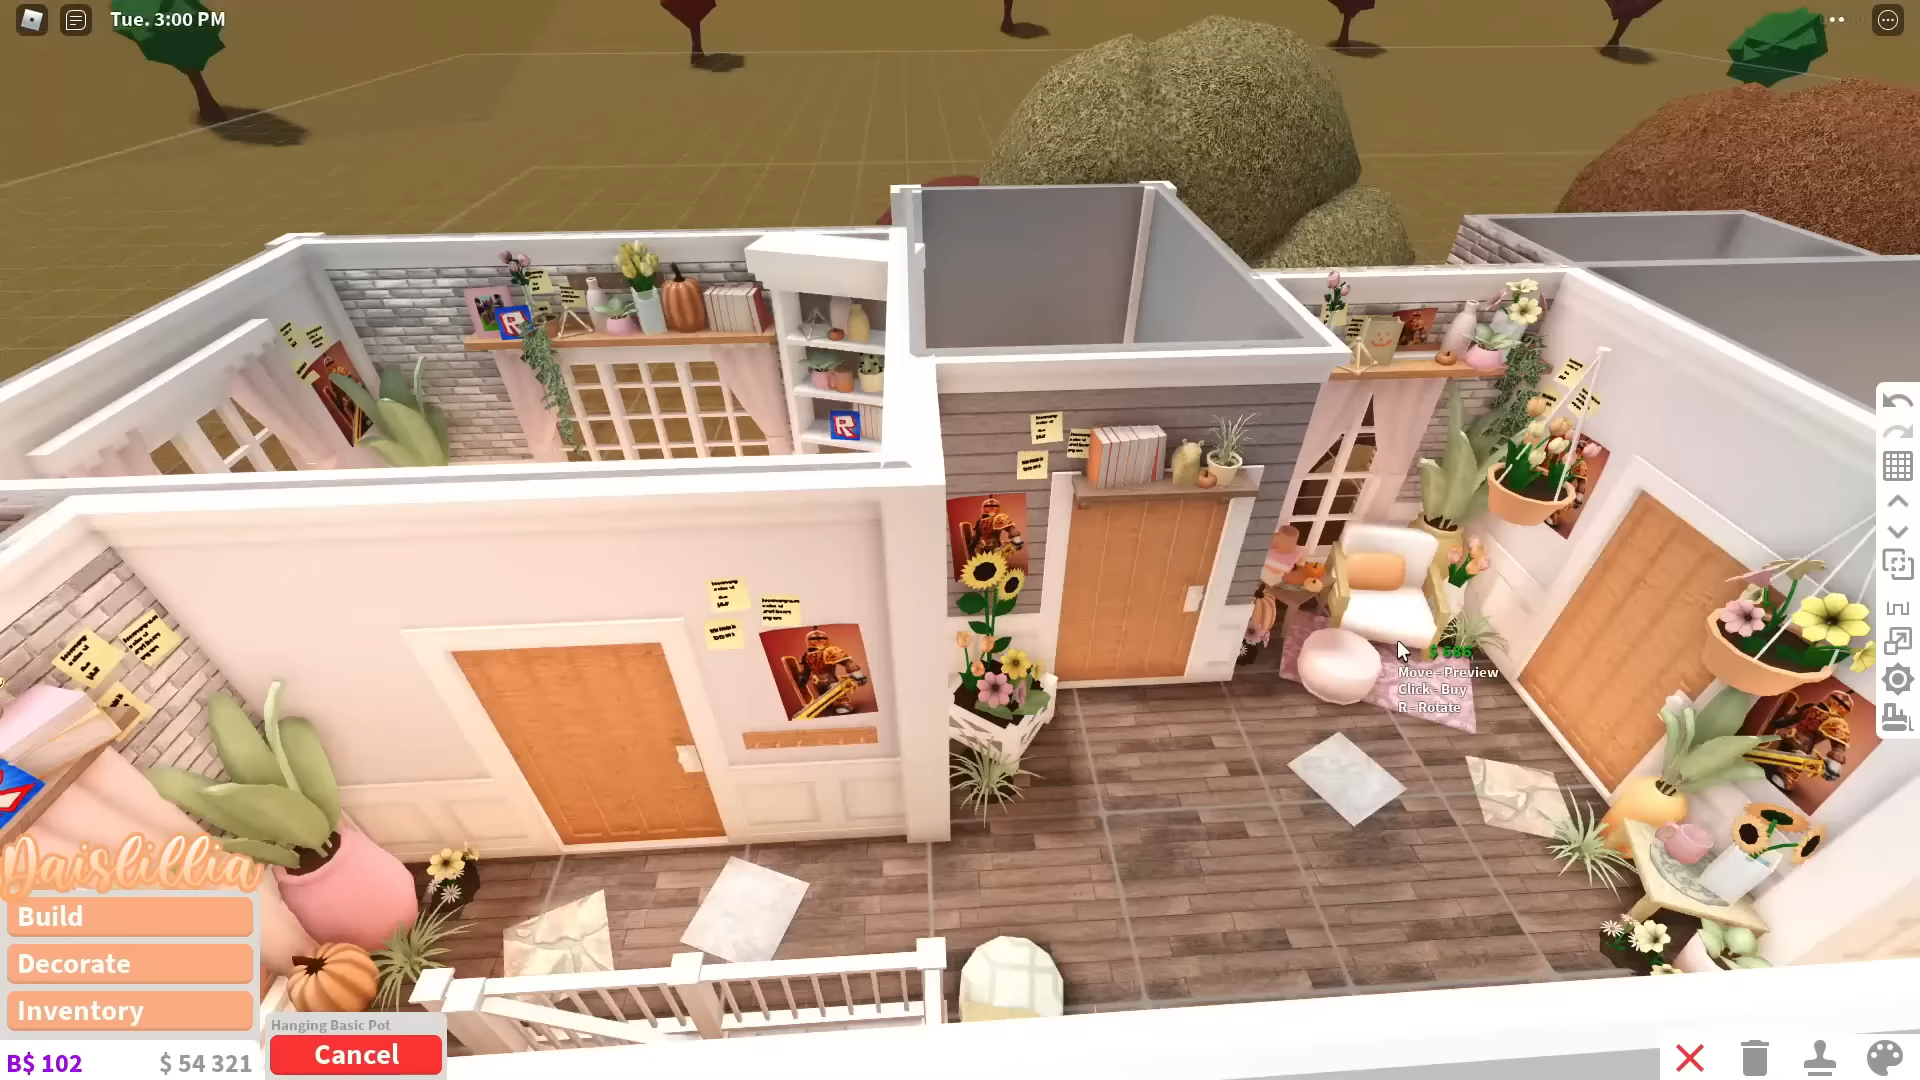 Tue. 3:00 PM
$ 686
Move - Preview
Click - Buy
R - Rotate
Daisfillia
Build
Decorate
Inventory
Hanging Basic Pot
Cancel
B$ 102
$ 54 321